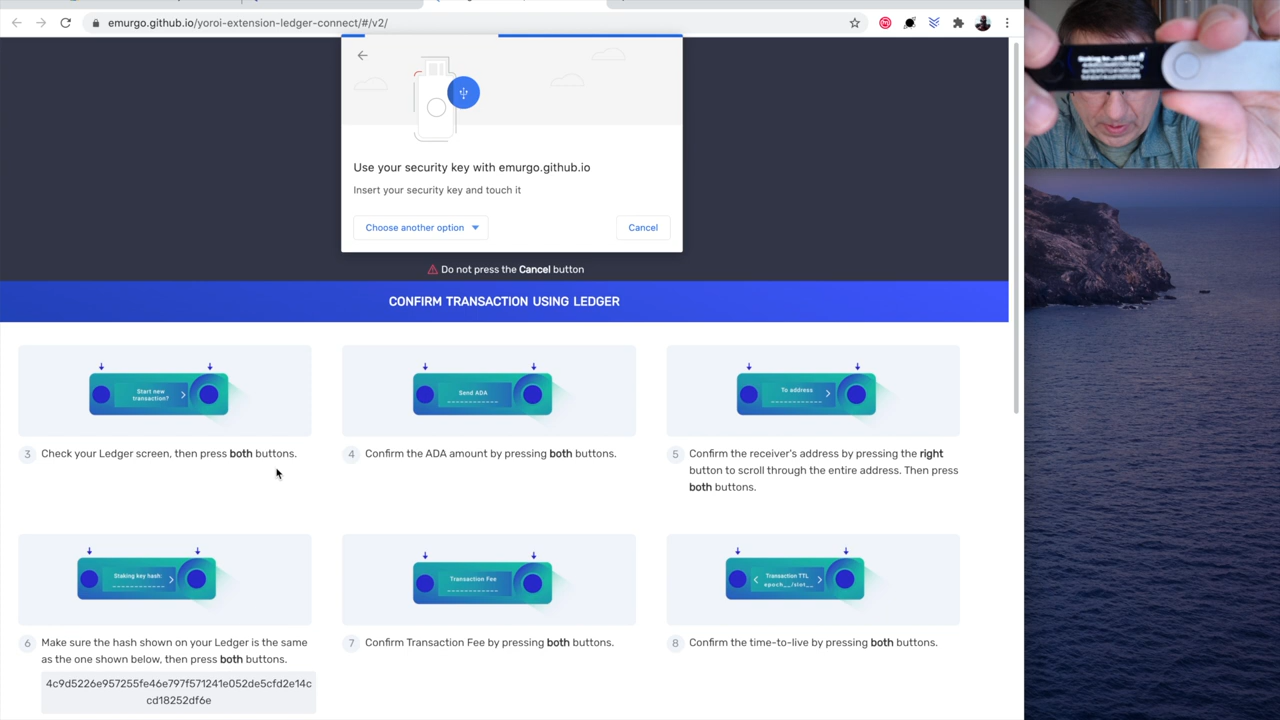 emurgo.github.io/yoroi-extension-ledger-connect/#/v2/
Use your security key with emurgo.github.io
Insert your security key and touch it
Choose another option
Cancel
Do not press the Cancel button
CONFIRM TRANSACTION USING LEDGER
Start new
transaction?
Send ADA
To address
3 Check your Ledger screen, then press both buttons.
4 Confirm the ADA amount by pressing both buttons.
5 Confirm the receiver's address by pressing the right
button to scroll through the entire address. Then press
both buttons.
Staking key hash:
Transaction Fee
Transaction TTL
epoch__/slot__
6 Make sure the hash shown on your Ledger is the same
as the one shown below, then press both buttons.
4c9d5226e957255fe46e797f571241e052de5cfd2e14c
cd18252df6e
7 Confirm Transaction Fee by pressing both buttons.
8 Confirm the time-to-live by pressing both buttons.